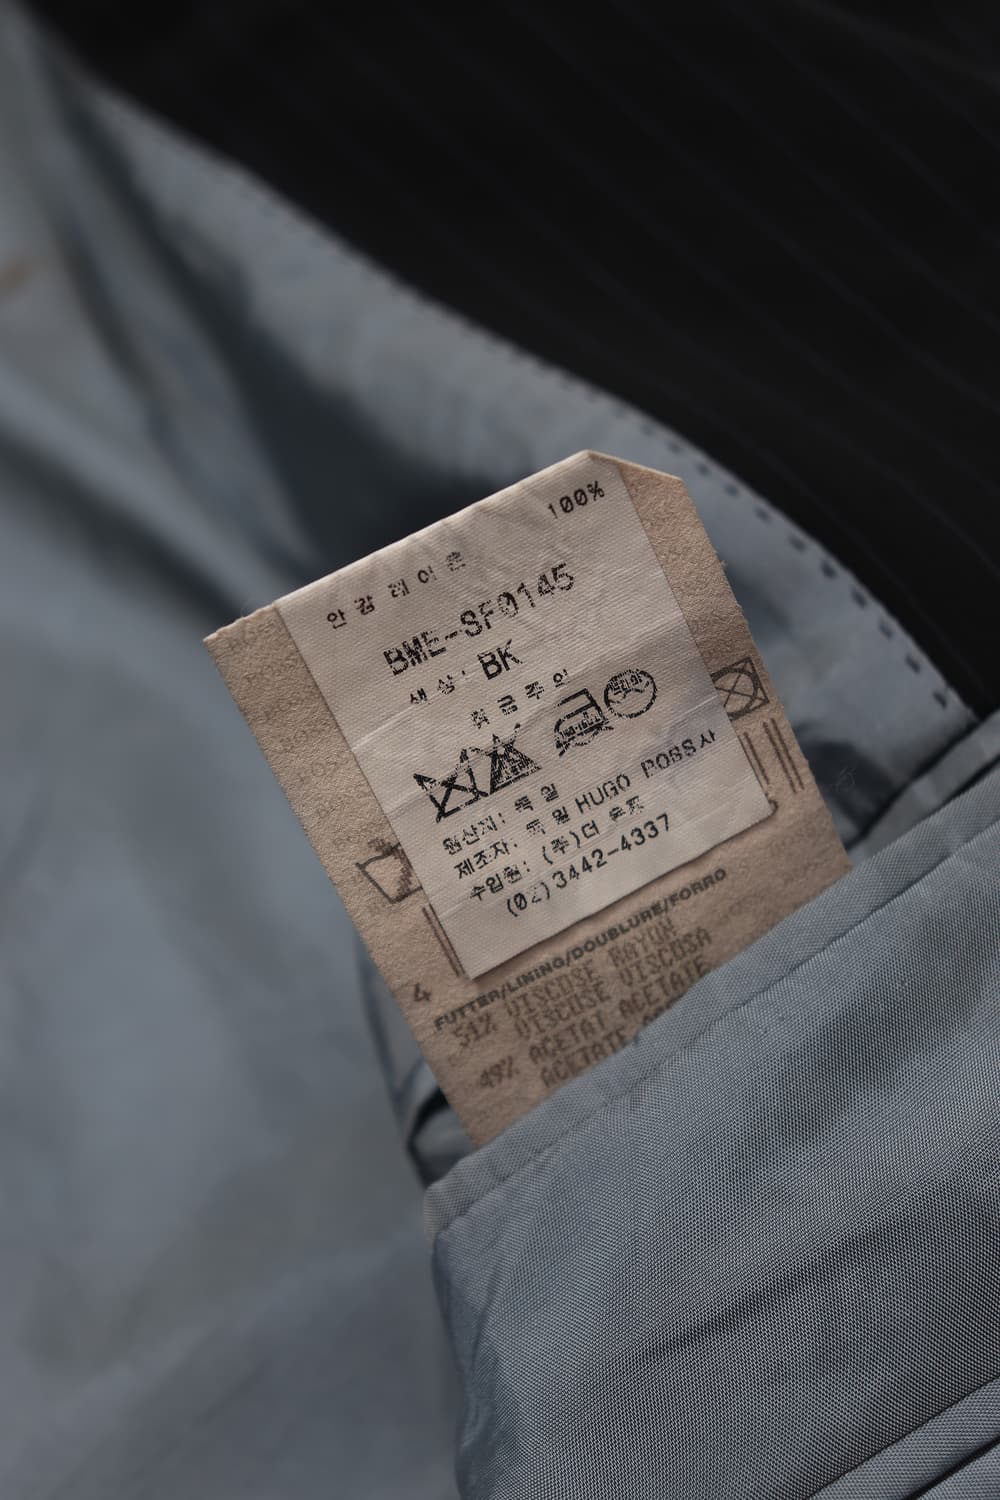 안감 레이온 100%
BME-SF0145
색상: BK
취급주의
원산지: 독일
제조자: 독일 HUGO BOSS사
수입원: (주)더
(02)3442-4337
4
FUTTER/LINING/DOUBLURE/FORRO
51% VISCOSE RAYON
VISCOSE VISCOSA
49% ACETAT ACETATE
ACETATE